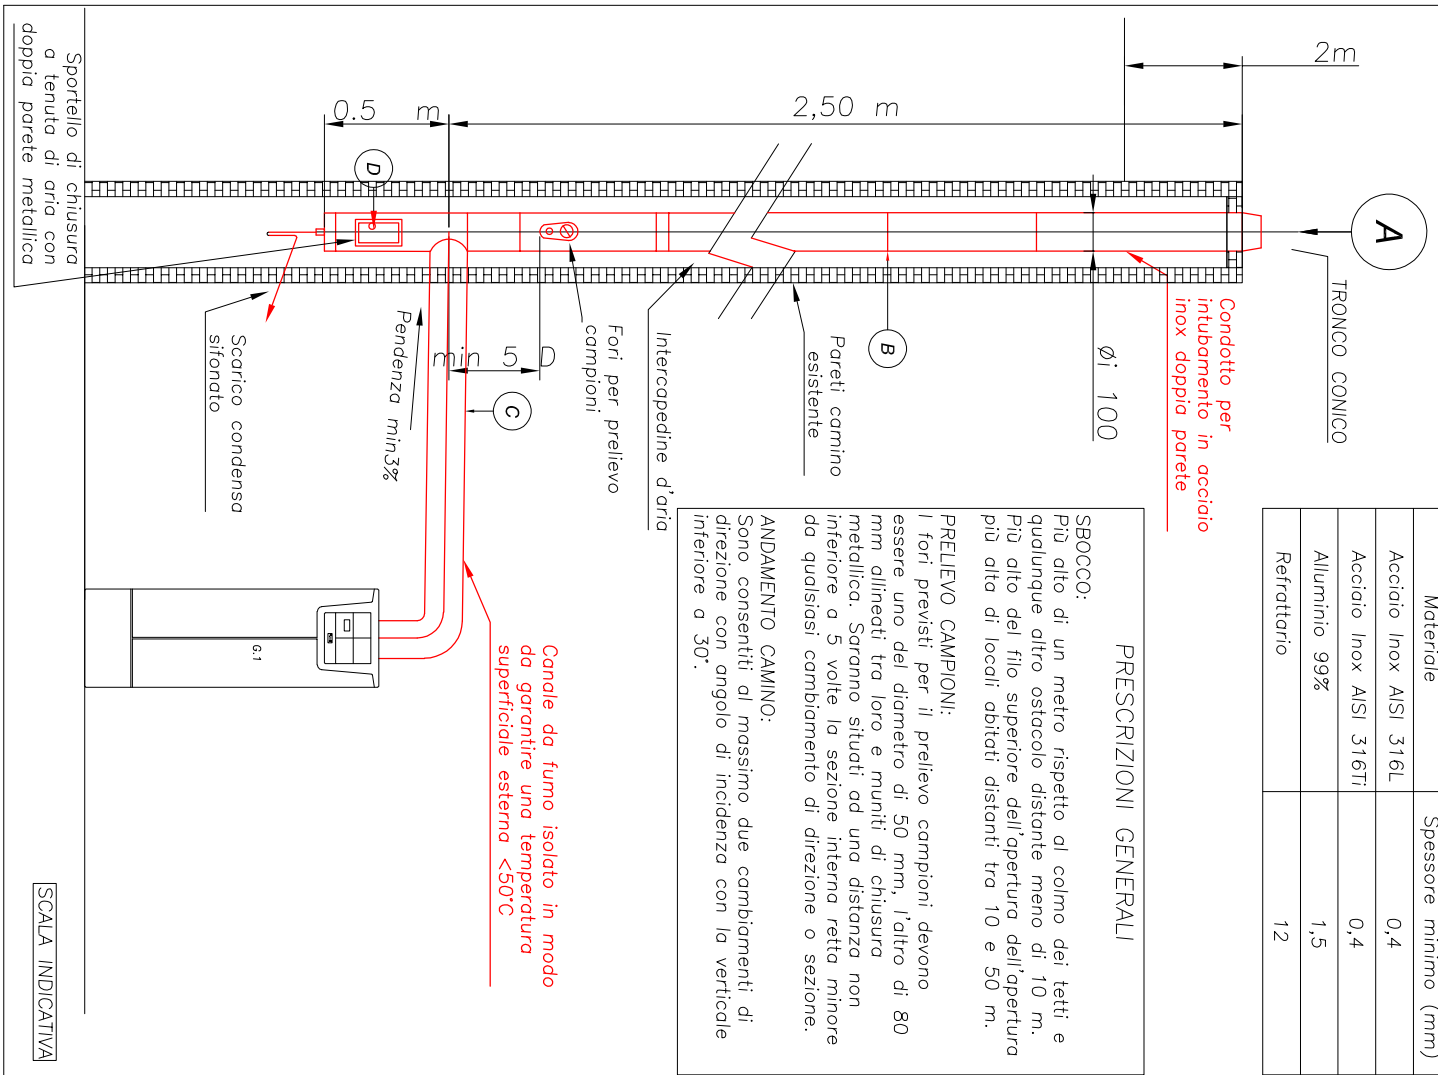 Materiale Spessore minimo (mm)
Acciaio Inox AISI 316L 0,4
Acciaio Inox AISI 316Ti 0,4
Alluminio 99% 1,5
Refrattario 12
A
TRONCO CONICO
2m
Condotto per
intubamento in acciaio
inox doppia parete
Øi 100
2,50 m
B
Pareti camino
esistente
Intercapedine d'aria
Fori per prelievo
campioni
min 5 D
C
0.5 m
D
Pendenza min3%
Scarico condensa
sifonato
Sportello di chiusura
a tenuta di aria con
doppia parete metallica
PRESCRIZIONI GENERALI
SBOCCO:
Più alto di un metro rispetto al colmo dei tetti e
qualunque altro ostacolo distante meno di 10 m.
Più alto del filo superiore dell'apertura dell'apertura
più alta di locali abitati distanti tra 10 e 50 m.
PRELIEVO CAMPIONI:
I fori previsti per il prelievo campioni devono
essere uno del diametro di 50 mm, l'altro di 80
mm allineati tra loro e muniti di chiusura
metallica. Saranno situati ad una distanza non
inferiore a 5 volte la sezione interna retta minore
da qualsiasi cambiamento di direzione o sezione.
ANDAMENTO CAMINO:
Sono consentiti al massimo due cambiamenti di
direzione con angolo di incidenza con la verticale
inferiore a 30°.
Canale da fumo isolato in modo
da garantire una temperatura
superficiale esterna <50°C
G.1
SCALA INDICATIVA